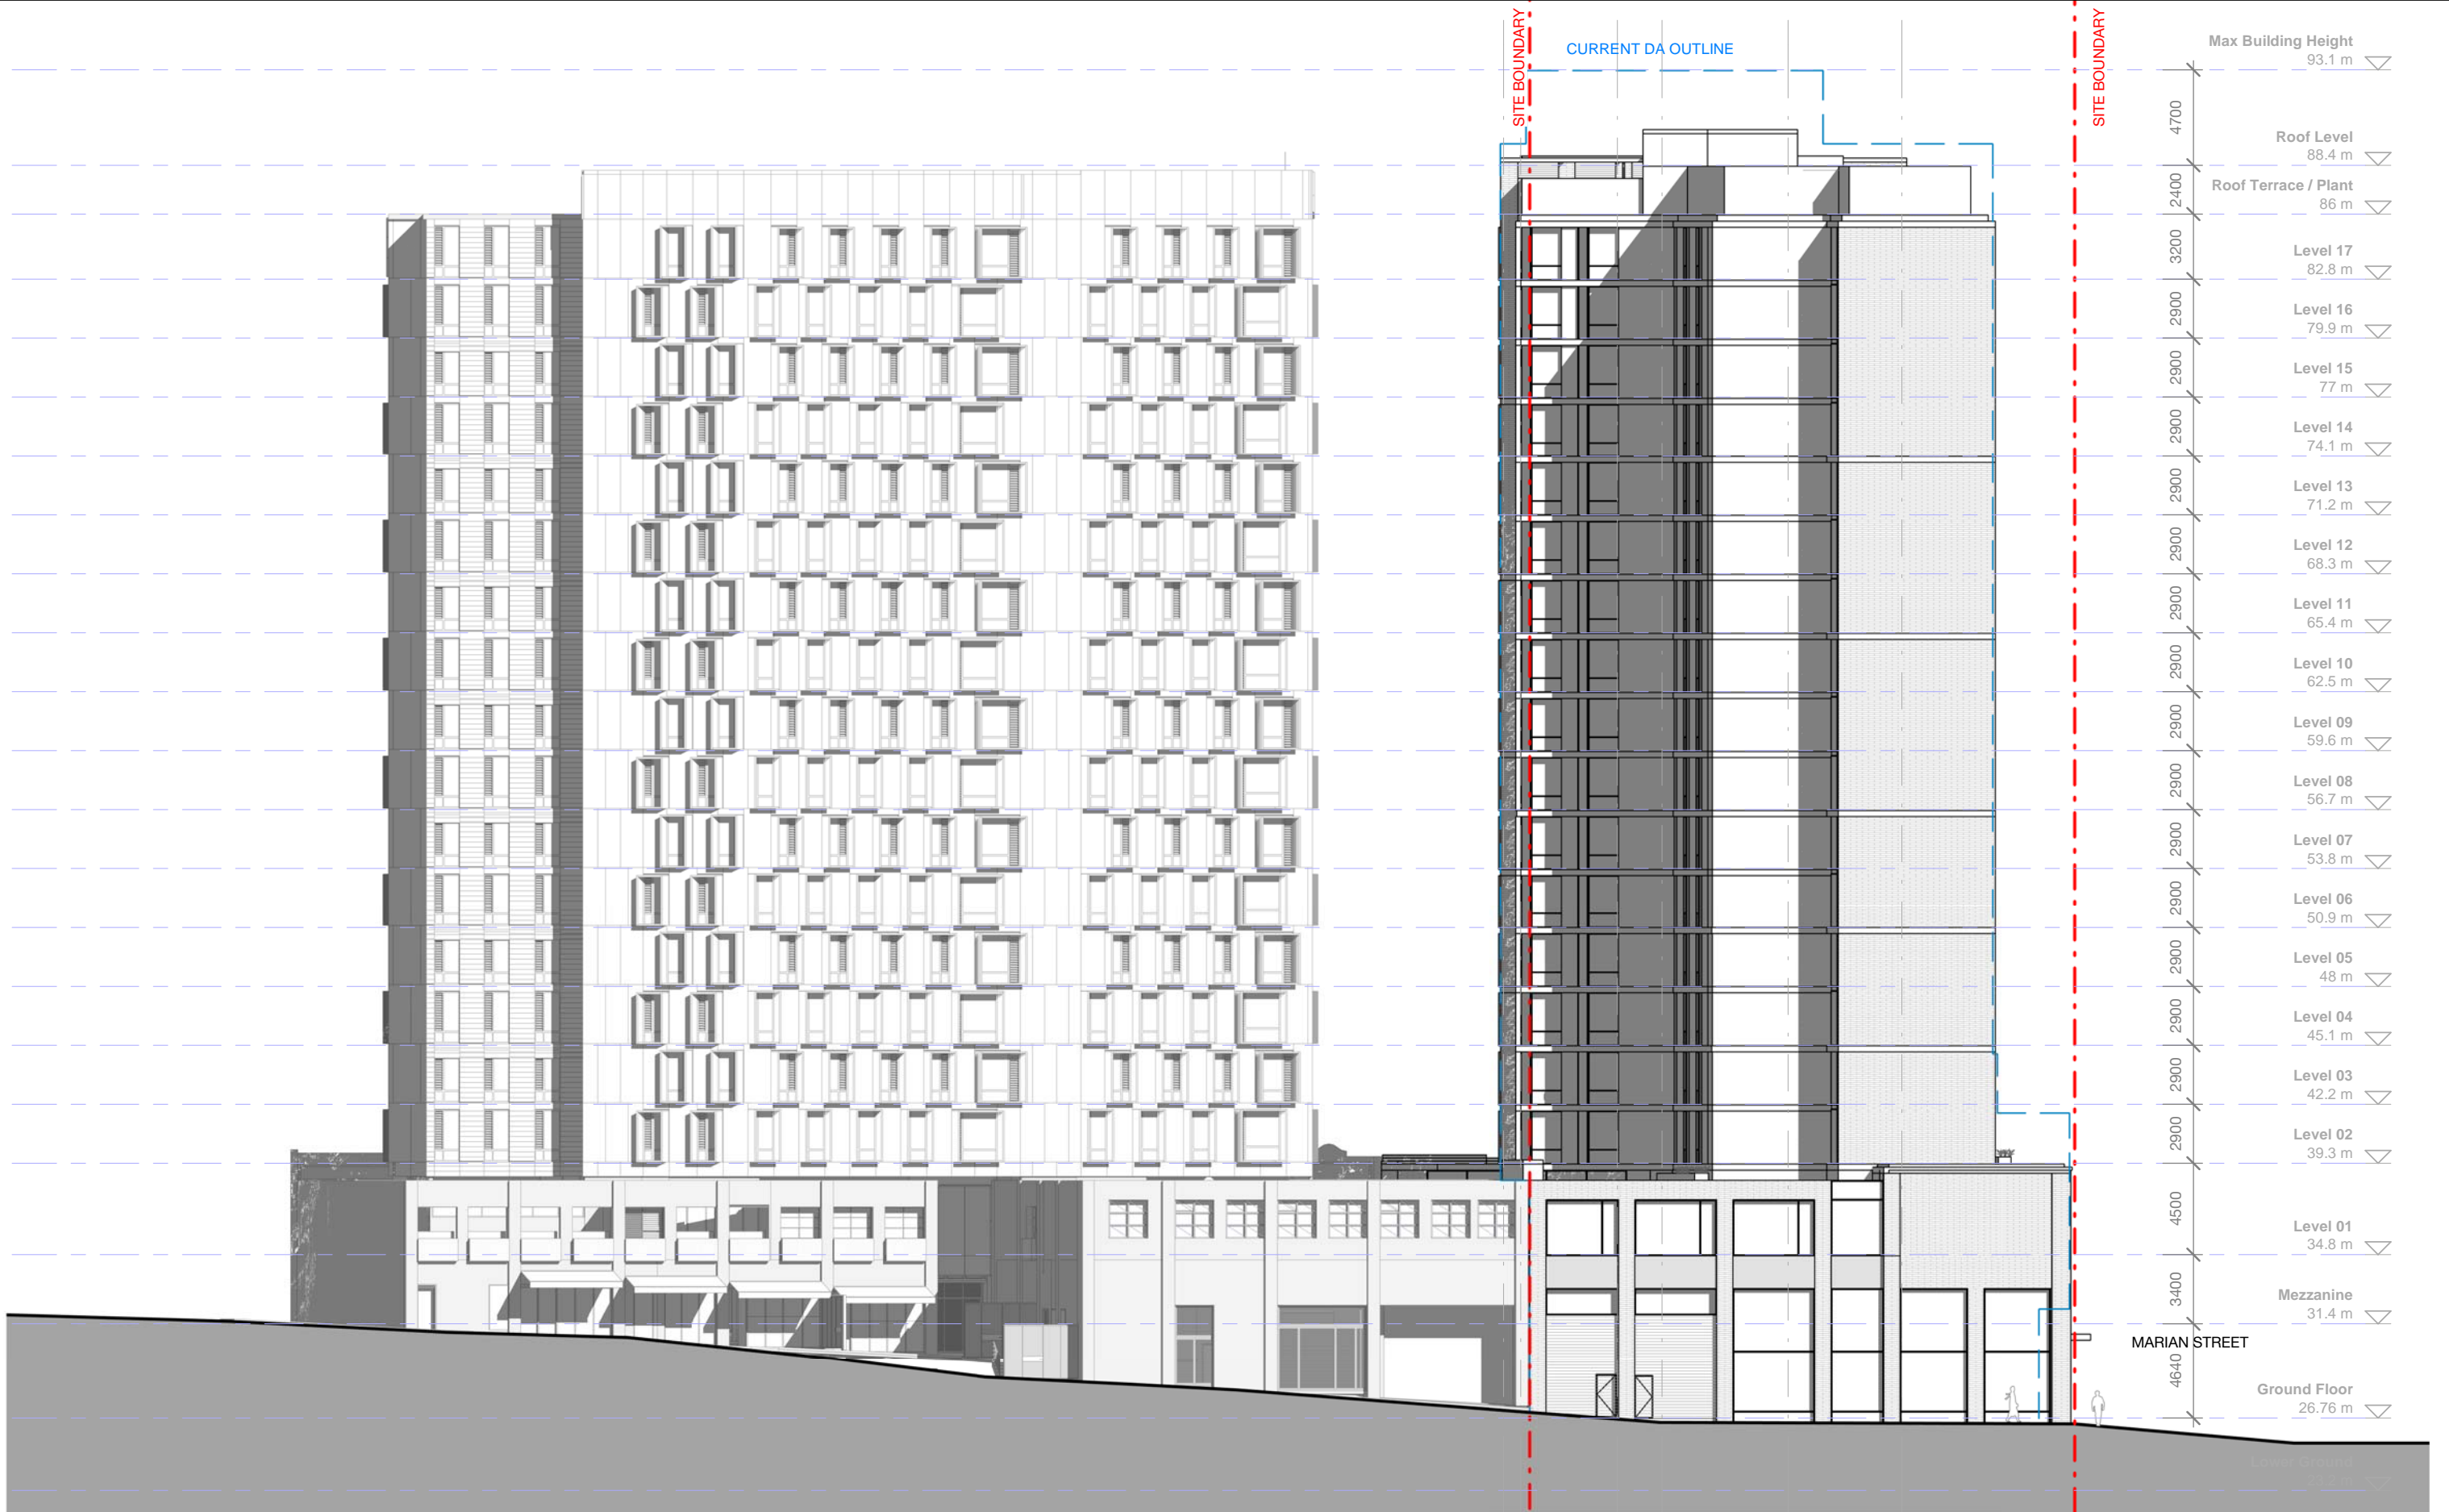 SITE BOUNDARY
CURRENT DA OUTLINE
SITE BOUNDARY
Max Building Height
93.1 m
4700
Roof Level
88.4 m
2400
Roof Terrace / Plant
86 m
3200
Level 17
82.8 m
2900
Level 16
79.9 m
2900
Level 15
77 m
2900
Level 14
74.1 m
2900
Level 13
71.2 m
2900
Level 12
68.3 m
2900
Level 11
65.4 m
2900
Level 10
62.5 m
2900
Level 09
59.6 m
2900
Level 08
56.7 m
2900
Level 07
53.8 m
2900
Level 06
50.9 m
2900
Level 05
48 m
2900
Level 04
45.1 m
2900
Level 03
42.2 m
2900
Level 02
39.3 m
4500
Level 01
34.8 m
3400
Mezzanine
31.4 m
MARIAN STREET
4640
Ground Floor
26.76 m
Lower Ground